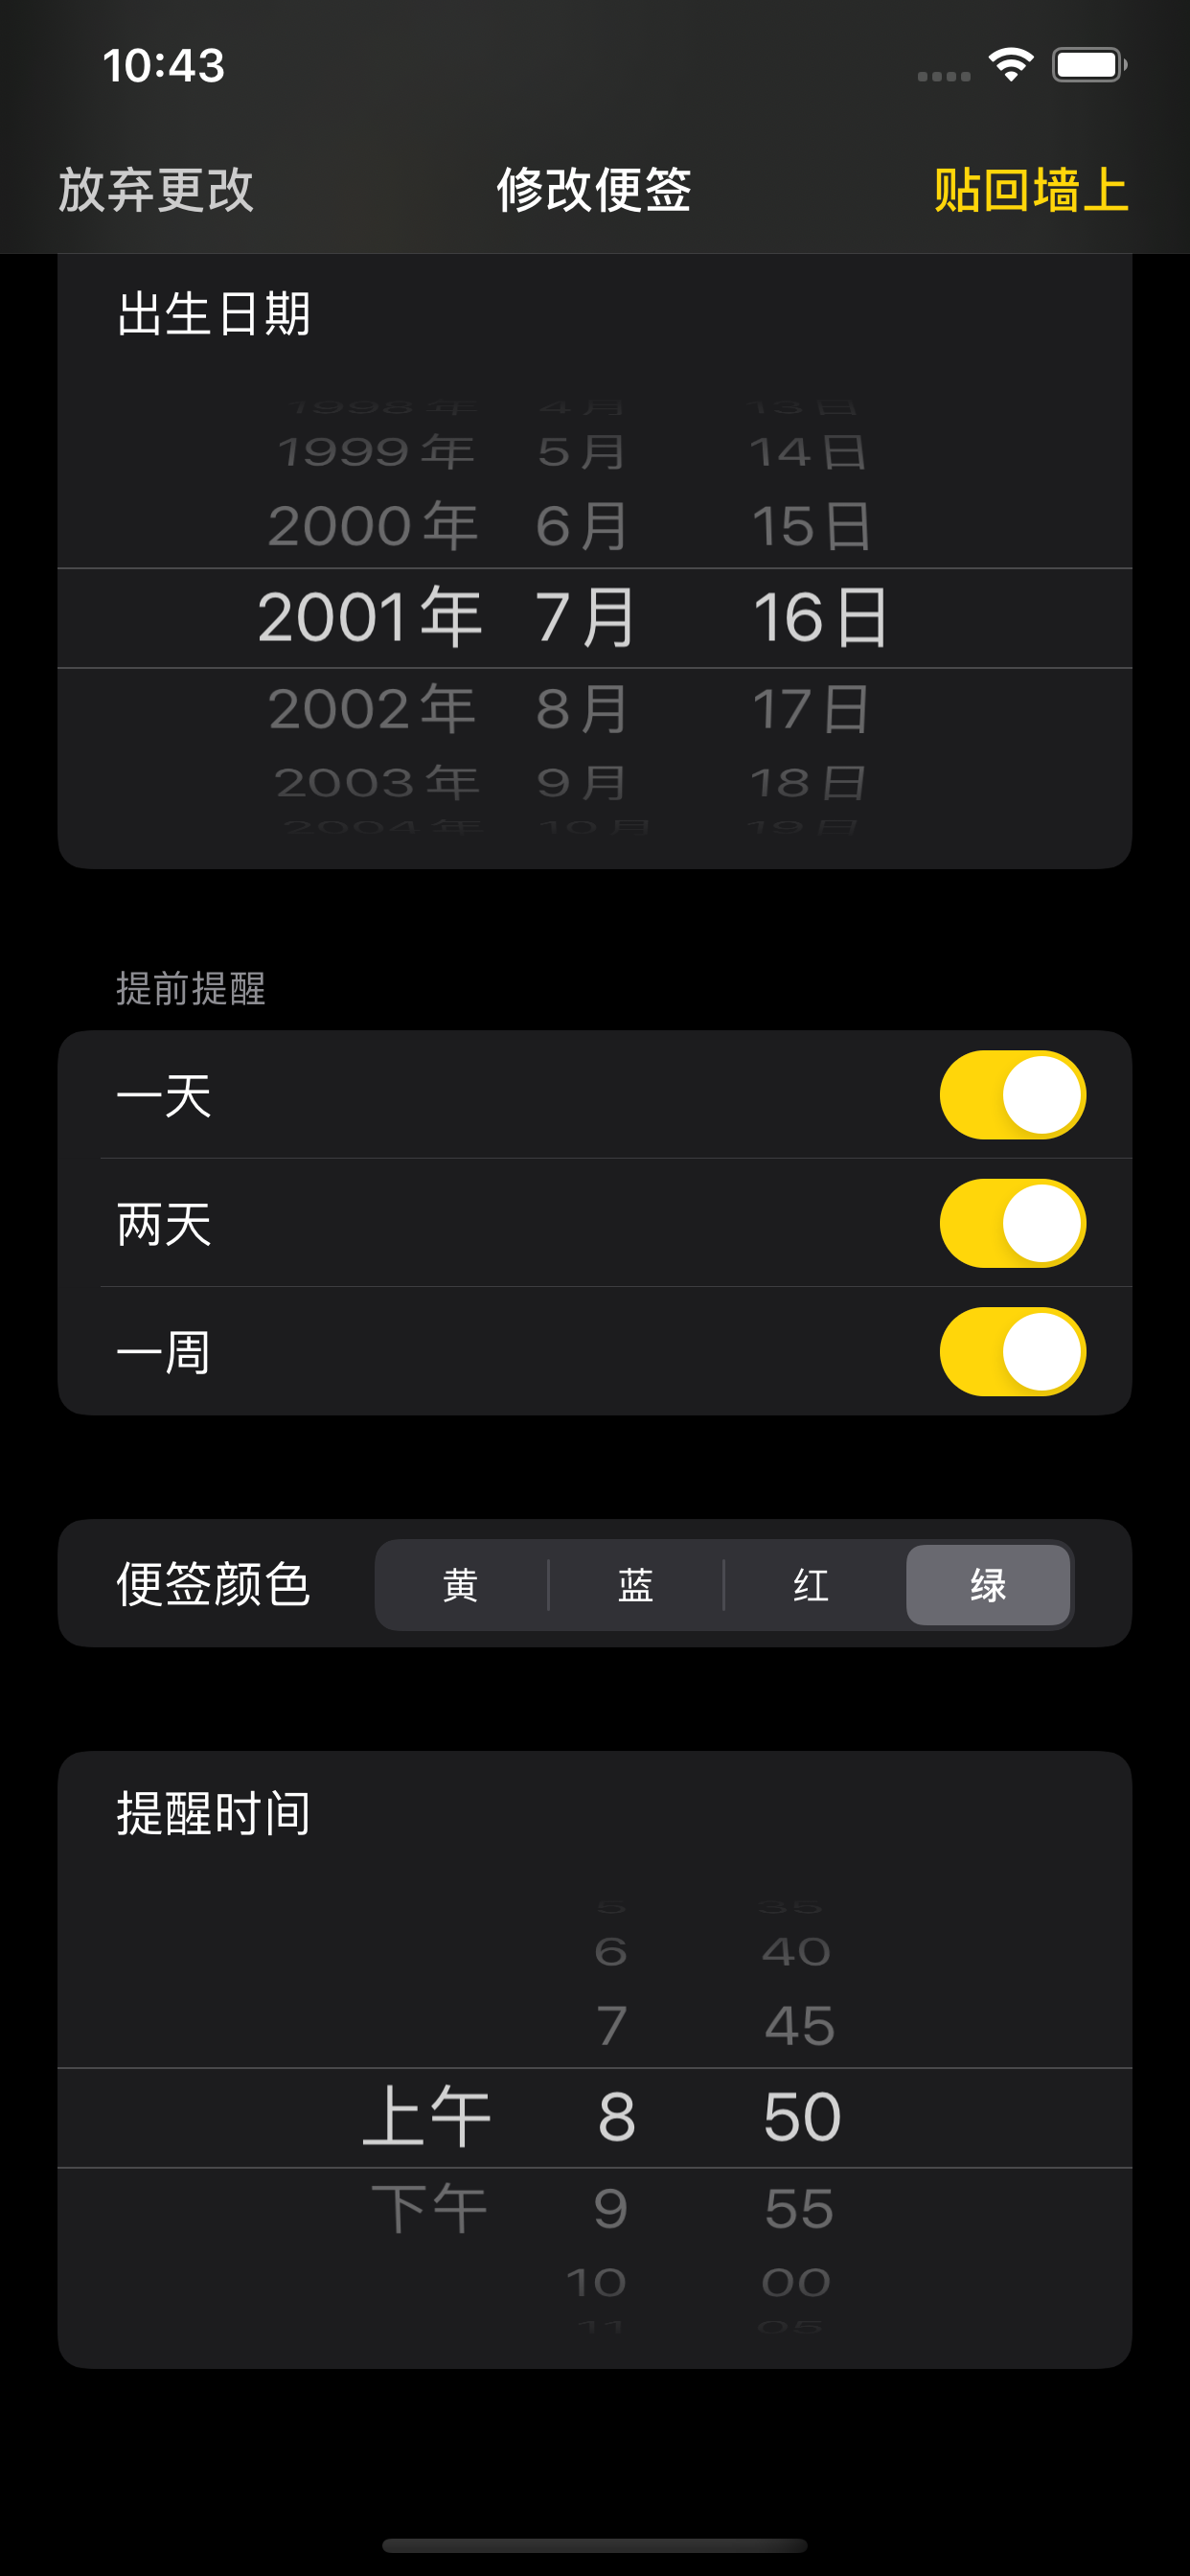 10:43
放弃更改 修改便签 贴回墙上
出生日期
1998年 4月 13日
1999年 5月 14日
2000年 6月 15日
2001年 7月 16日
2002年 8月 17日
2003年 9月 18日
2004年 10月 19日
提前提醒
一天
两天
一周
便签颜色 黄 蓝 红 绿
提醒时间
5 35
6 40
7 45
上午 8 50
下午 9 55
10 00
11 05